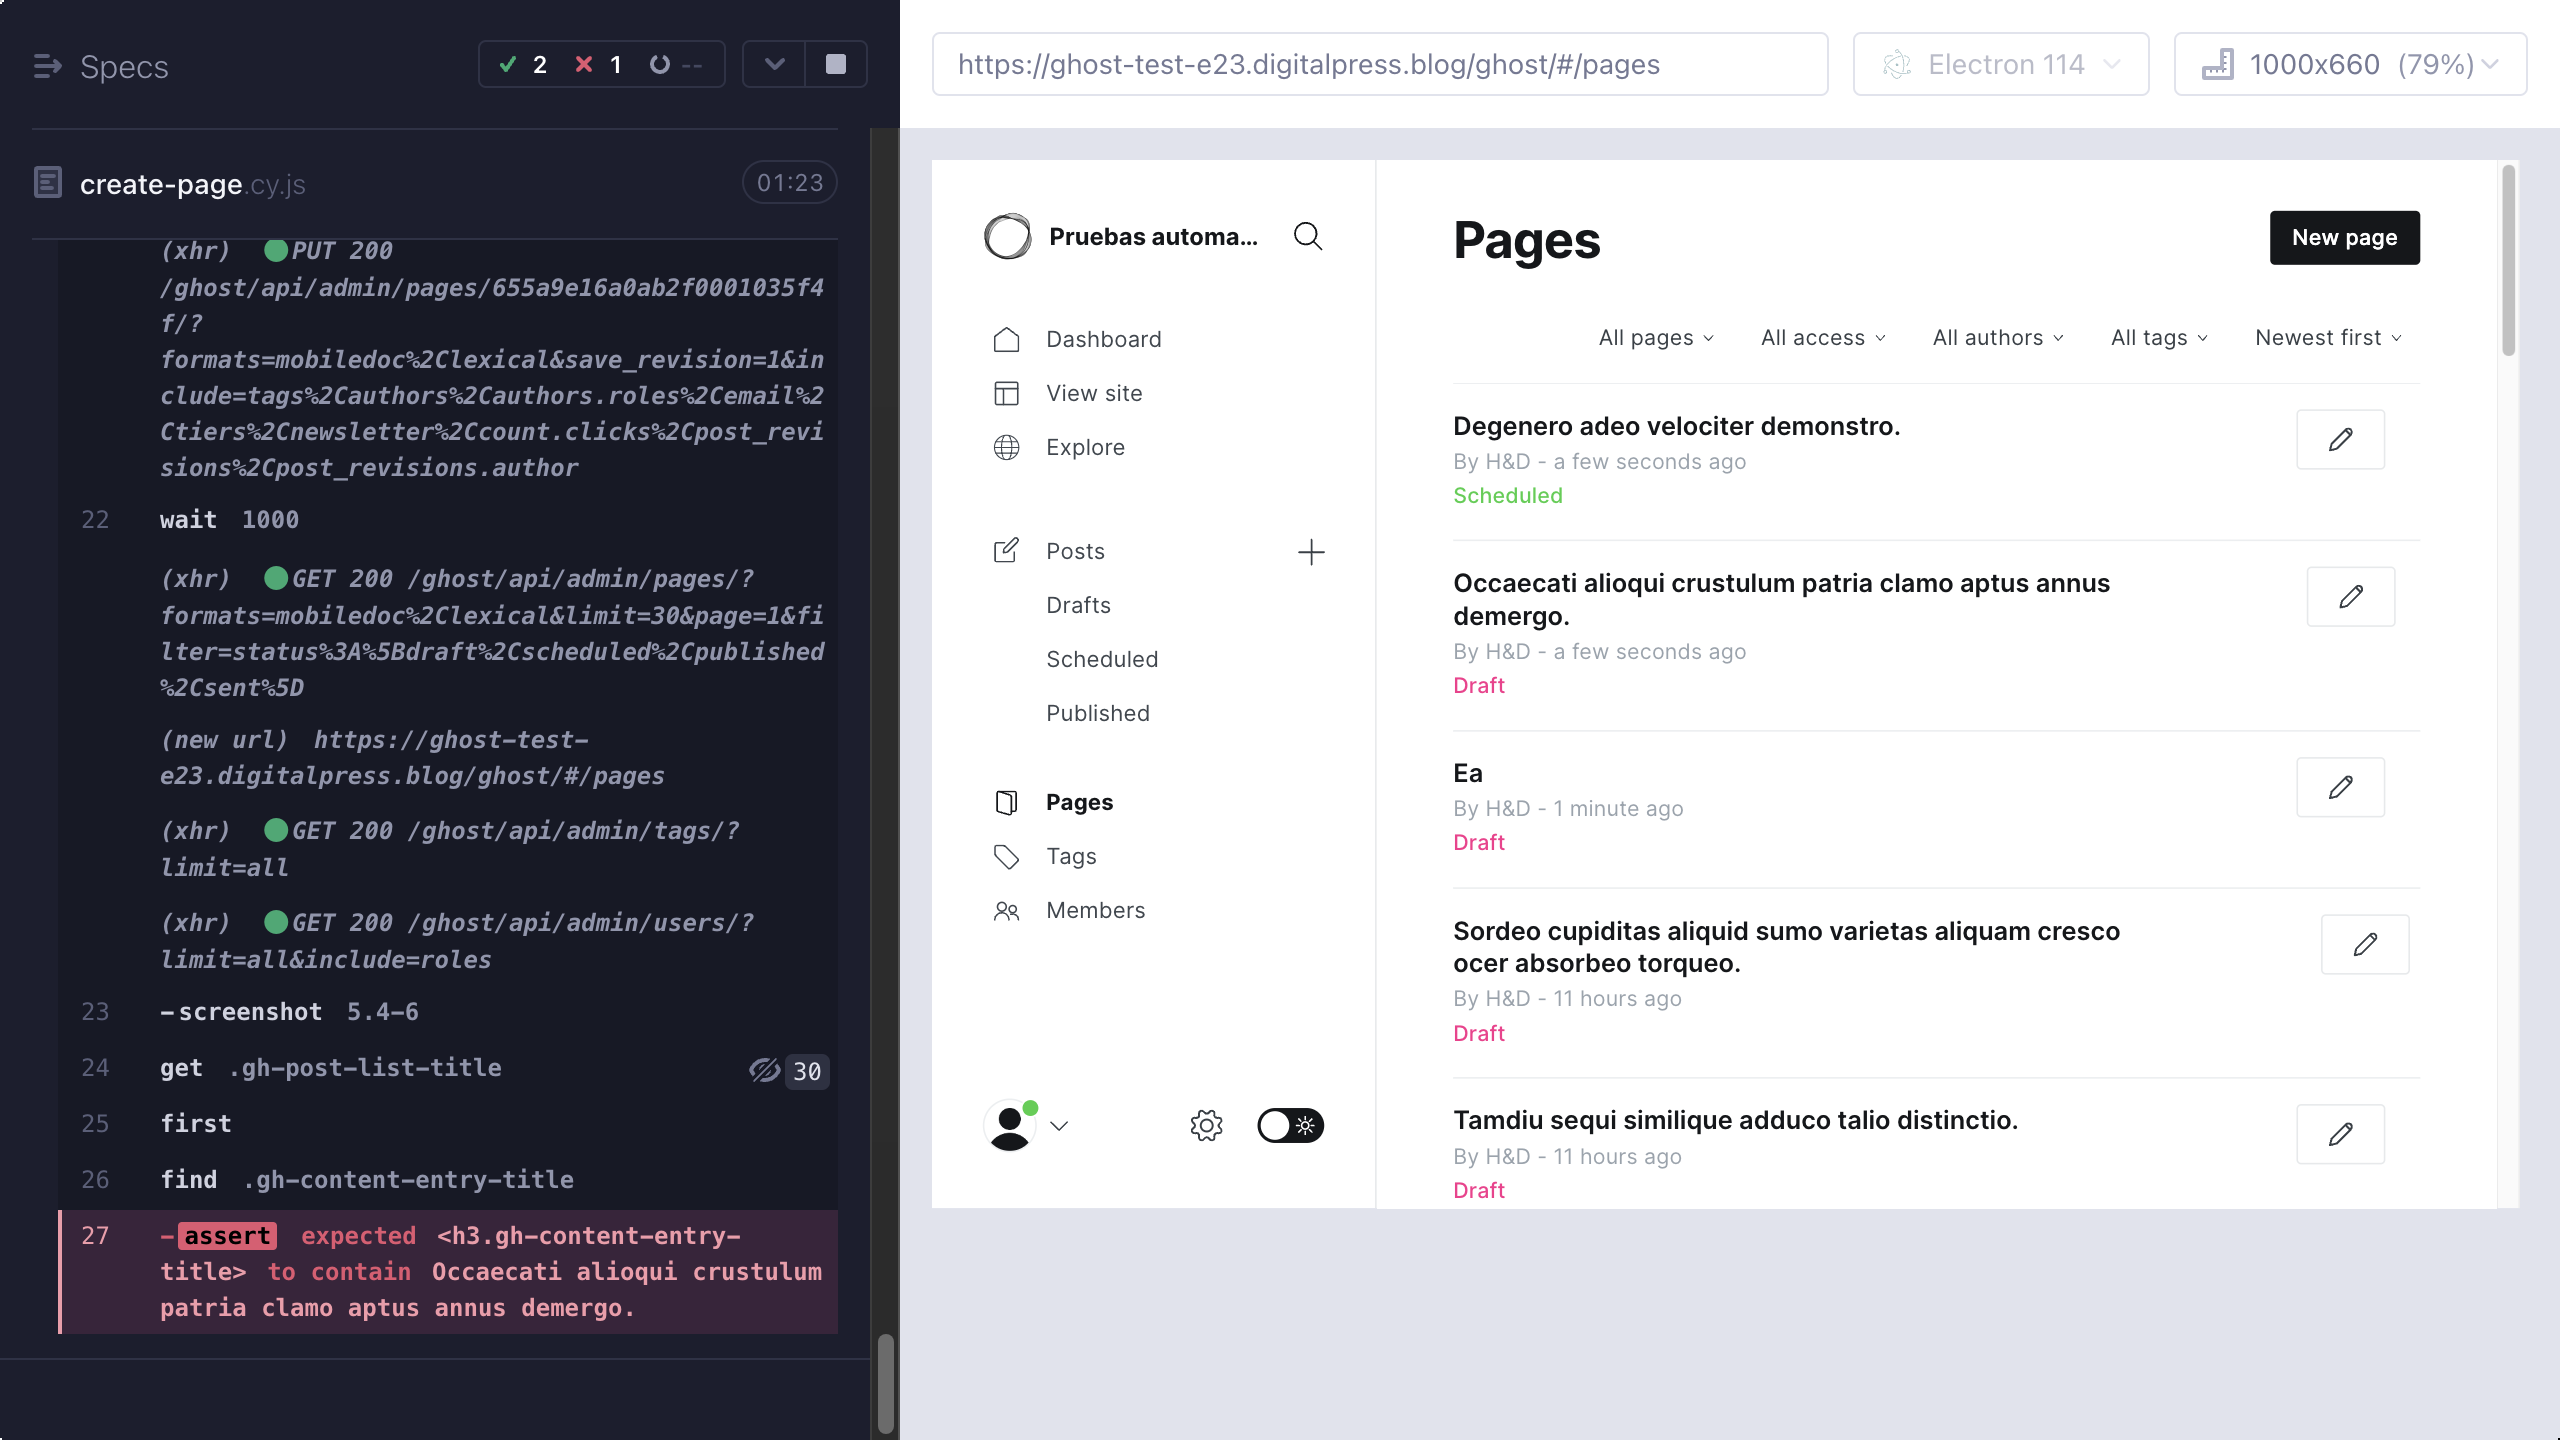 Specs
2
1
--
create-page.cy.js
01:23
(xhr) PUT 200
/ghost/api/admin/pages/655a9e16a0ab2f0001035f4
f/?
formats=mobiledoc%2Clexical&save_revision=1&in
clude=tags%2Cauthors%2Cauthors.roles%2Cemail%2
Ctiers%2Cnewsletter%2Ccount.clicks%2Cpost_revi
sions%2Cpost_revisions.author
22 wait 1000
(xhr) GET 200 /ghost/api/admin/pages/?
formats=mobiledoc%2Clexical&limit=30&page=1&fi
lter=status%3A%5Bdraft%2Cscheduled%2Cpublished
%2Csent%5D
(new url) https://ghost-test-
e23.digitalpress.blog/ghost/#/pages
(xhr) GET 200 /ghost/api/admin/tags/?
limit=all
(xhr) GET 200 /ghost/api/admin/users/?
limit=all&include=roles
23 -screenshot 5.4-6
24 get .gh-post-list-title 30
25 first
26 find .gh-content-entry-title
27 -assert expected <h3.gh-content-entry-
title> to contain Occaecati alioqui crustulum
patria clamo aptus annus demergo.
https://ghost-test-e23.digitalpress.blog/ghost/#/pages
Electron 114
1000x660 (79%)
Pruebas automa...
Dashboard
View site
Explore
Posts
Drafts
Scheduled
Published
Pages
Tags
Members
Pages
New page
All pages
All access
All authors
All tags
Newest first
Degenero adeo velociter demonstro.
By H&D - a few seconds ago
Scheduled
Occaecati alioqui crustulum patria clamo aptus annus
demergo.
By H&D - a few seconds ago
Draft
Ea
By H&D - 1 minute ago
Draft
Sordeo cupiditas aliquid sumo varietas aliquam cresco
ocer absorbeo torqueo.
By H&D - 11 hours ago
Draft
Tamdiu sequi similique adduco talio distinctio.
By H&D - 11 hours ago
Draft